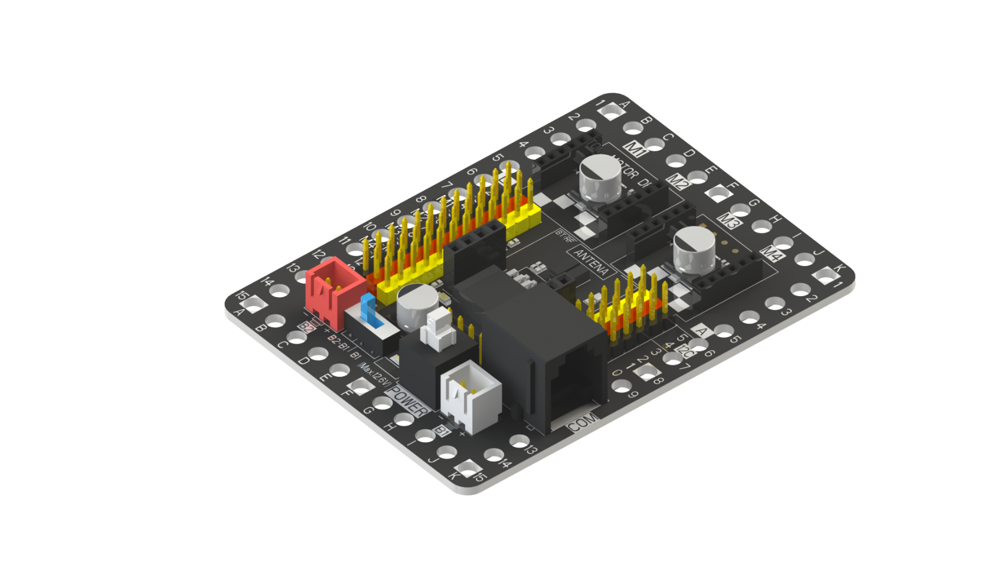 1 A
2 B
3 C
4 D
5 E
6 F
7 G
8 H
9 I
10 J
11 K
12
13
14
15
A
B
C
D
E
F
G
H
I
J
K
15
14
13
9
8
7
6
5
4
3
2
1
M1
M2
M3
M4
BT:RF
ANTENA
A
I2C
0 1 2 3 4 5
- B2 +
B2-B1 B1
(Max.12.6V)
POWER
- B1 +
COM